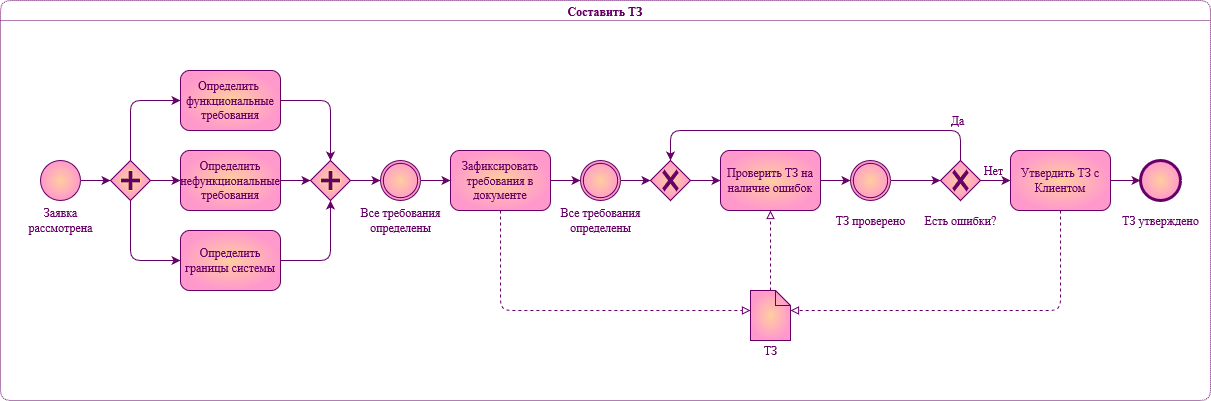 Составить ТЗ
Заявка
рассмотрена
Определить
функциональные
требования
Определить
нефункциональные
требования
Определить
границы системы
Все требования
определены
Зафиксировать
требования в
документе
Все требования
определены
Проверить ТЗ на
наличие ошибок
ТЗ проверено
Да
Есть ошибки?
Нет
Утвердить ТЗ с
Клиентом
ТЗ утверждено
ТЗ